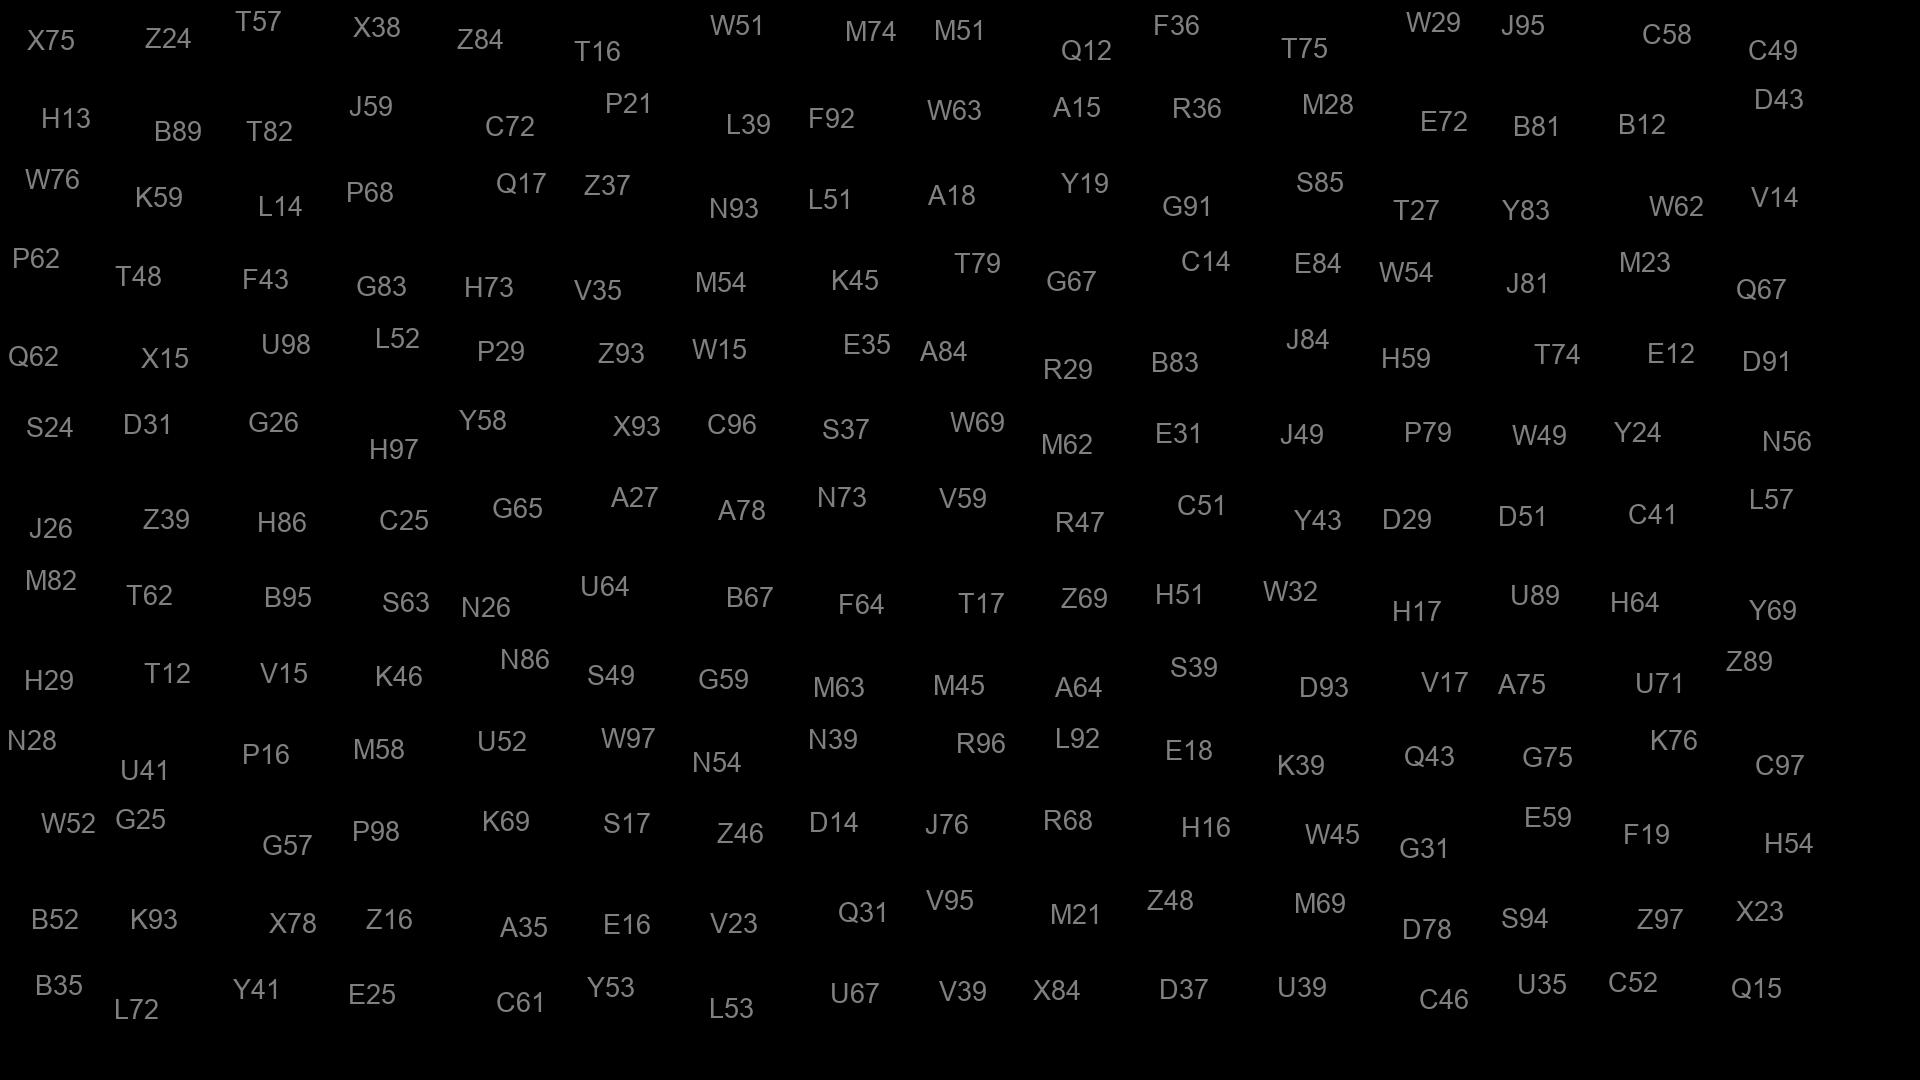 X75 Z24 T57 X38 Z84 T16 W51 M74 M51 Q12 F36 T75 W29 J95 C58 C49
H13 B89 T82 J59 C72 P21 L39 F92 W63 A15 R36 M28 E72 B81 B12 D43
W76 K59 L14 P68 Q17 Z37 N93 L51 A18 Y19 G91 S85 T27 Y83 W62 V14
P62 T48 F43 G83 H73 V35 M54 K45 T79 G67 C14 E84 W54 J81 M23 Q67
Q62 X15 U98 L52 P29 Z93 W15 E35 A84 R29 B83 J84 H59 T74 E12 D91
S24 D31 G26 H97 Y58 X93 C96 S37 W69 M62 E31 J49 P79 W49 Y24 N56
J26 Z39 H86 C25 G65 A27 A78 N73 V59 R47 C51 Y43 D29 D51 C41 L57
M82 T62 B95 S63 N26 U64 B67 F64 T17 Z69 H51 W32 H17 U89 H64 Y69
H29 T12 V15 K46 N86 S49 G59 M63 M45 A64 S39 D93 V17 A75 U71 Z89
N28 U41 P16 M58 U52 W97 N54 N39 R96 L92 E18 K39 Q43 G75 K76 C97
W52 G25 G57 P98 K69 S17 Z46 D14 J76 R68 H16 W45 G31 E59 F19 H54
B52 K93 X78 Z16 A35 E16 V23 Q31 V95 M21 Z48 M69 D78 S94 Z97 X23
B35 L72 Y41 E25 C61 Y53 L53 U67 V39 X84 D37 U39 C46 U35 C52 Q15